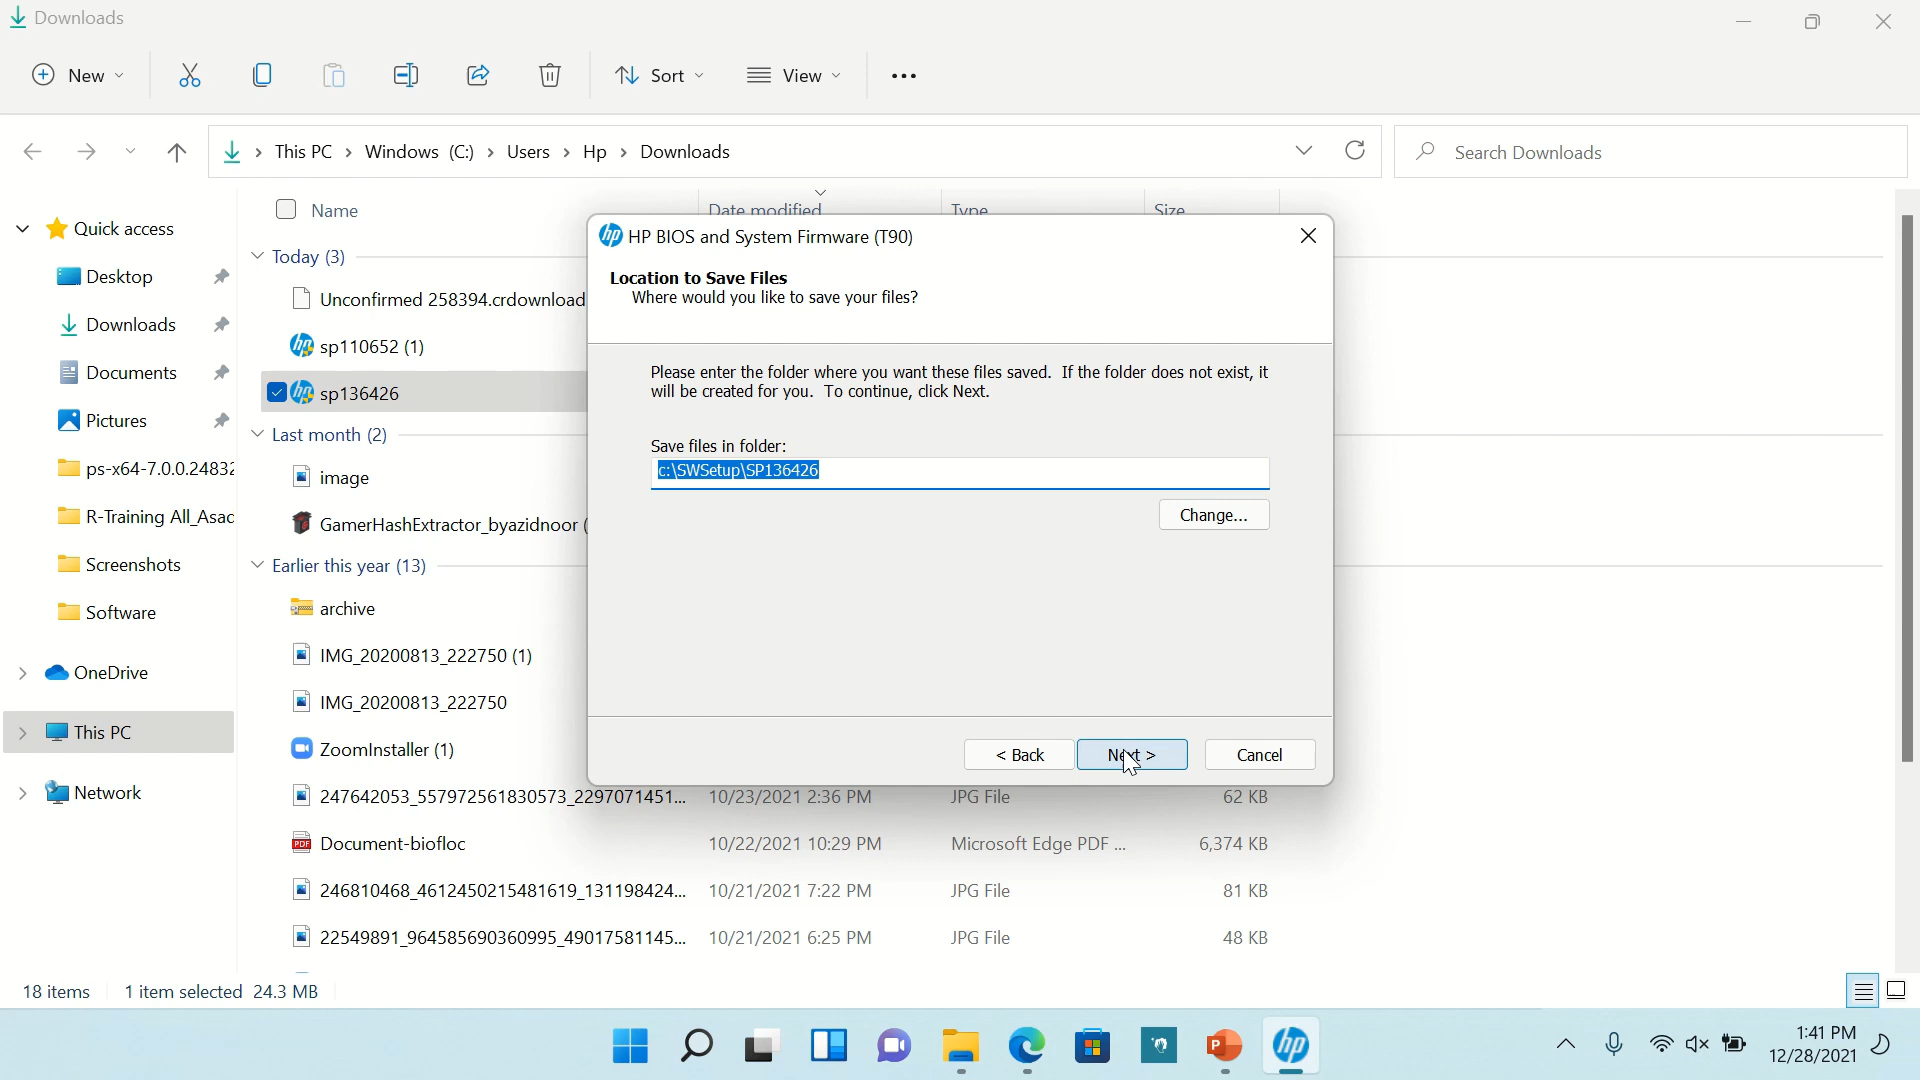 Downloads
New
Sort
View
This PC > Windows (C:) > Users > Hp > Downloads
Search Downloads
Name
Date modified
Type
Size
Quick access
Desktop
Downloads
Documents
Pictures
ps-x64-7.0.0.24832
R-Training All_Asad
Screenshots
Software
OneDrive
This PC
Network
Today (3)
Unconfirmed 258394.crdownload
sp110652 (1)
sp136426
Last month (2)
image
GamerHashExtractor_byazidnoor (
Earlier this year (13)
archive
IMG_20200813_222750 (1)
IMG_20200813_222750
ZoomInstaller (1)
247642053_557972561830573_2297071451... 10/23/2021 2:36 PM JPG File 62 KB
Document-biofloc 10/22/2021 10:29 PM Microsoft Edge PDF ... 6,374 KB
246810468_4612450215481619_131198424... 10/21/2021 7:22 PM JPG File 81 KB
22549891_964585690360995_49017581145... 10/21/2021 6:25 PM JPG File 48 KB
hp HP BIOS and System Firmware (T90)
Location to Save Files
Where would you like to save your files?
Please enter the folder where you want these files saved. If the folder does not exist, it
will be created for you. To continue, click Next.
Save files in folder:
c:\SWSetup\SP136426
Change...
< Back
Next >
Cancel
18 items
1 item selected 24.3 MB
1:41 PM
12/28/2021